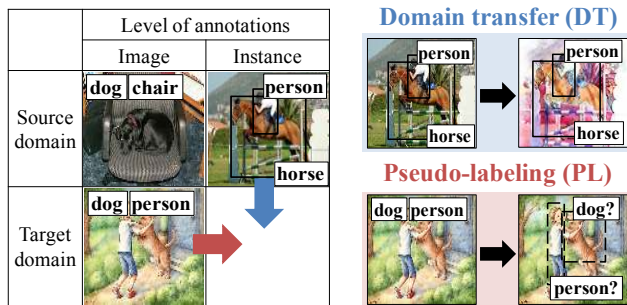 Level of annotations
Image Instance
Source domain
dog chair
person
horse
Target domain
dog person
Domain transfer (DT)
person
horse
person
horse
Pseudo-labeling (PL)
dog person
dog?
person?